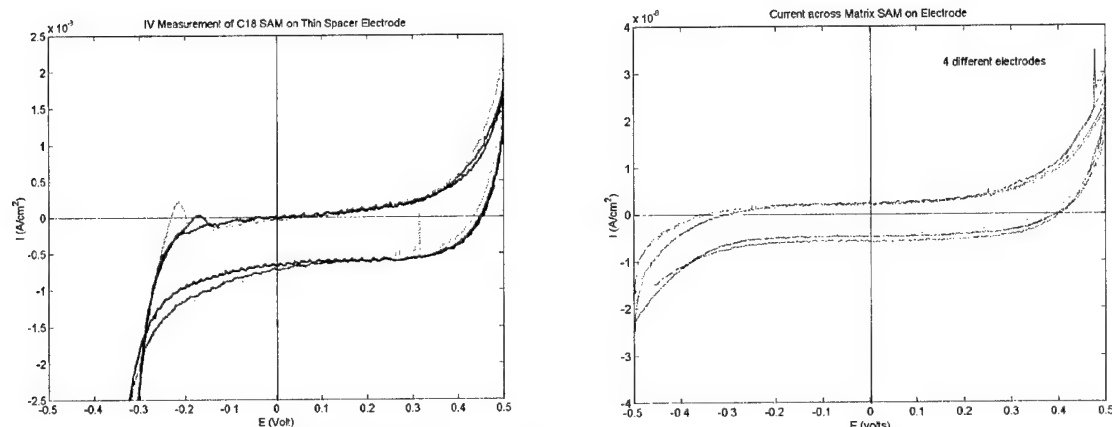 IV Measurement of C18 SAM on Thin Spacer Electrode
x 10⁻³
2.5
2
1.5
1
0.5
0
-0.5
-1
-1.5
-2
-2.5
I (A/cm²)
-0.5 -0.4 -0.3 -0.2 -0.1 0 0.1 0.2 0.3 0.4 0.5
E (Volt)
Current across Matrix SAM on Electrode
x 10⁻⁸
4
3
2
1
0
-1
-2
-3
-4
I (A/cm²)
4 different electrodes
-0.5 -0.4 -0.3 -0.2 -0.1 0 0.1 0.2 0.3 0.4 0.5
E (volts)